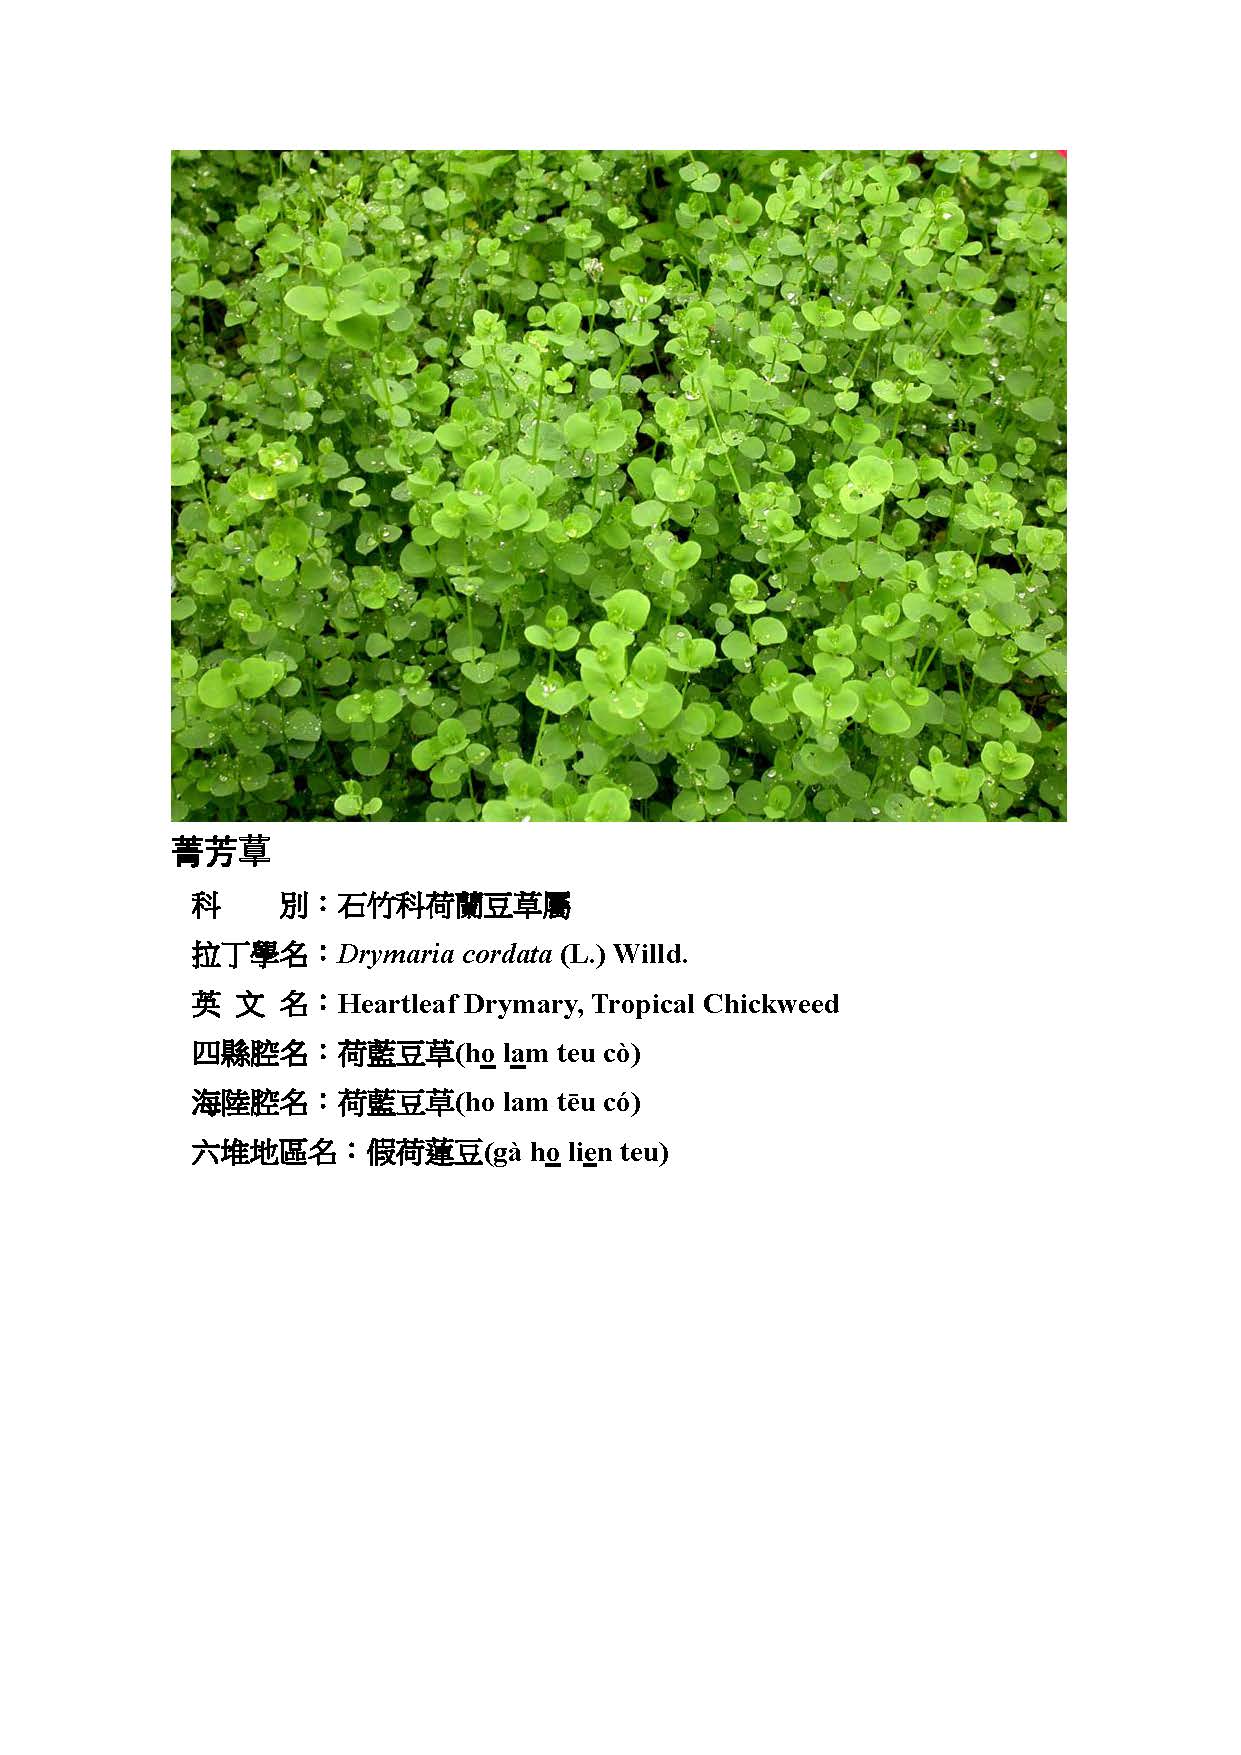 菁芳草
科　　別：石竹科荷蘭豆草屬
拉丁學名：Drymaria cordata (L.) Willd.
英 文 名：Heartleaf Drymary, Tropical Chickweed
四縣腔名：荷藍豆草(ho̲ la̲m teu cò)
海陸腔名：荷藍豆草(ho lam tēu có)
六堆地區名：假荷蓮豆(gà ho̲ lie̲n teu)